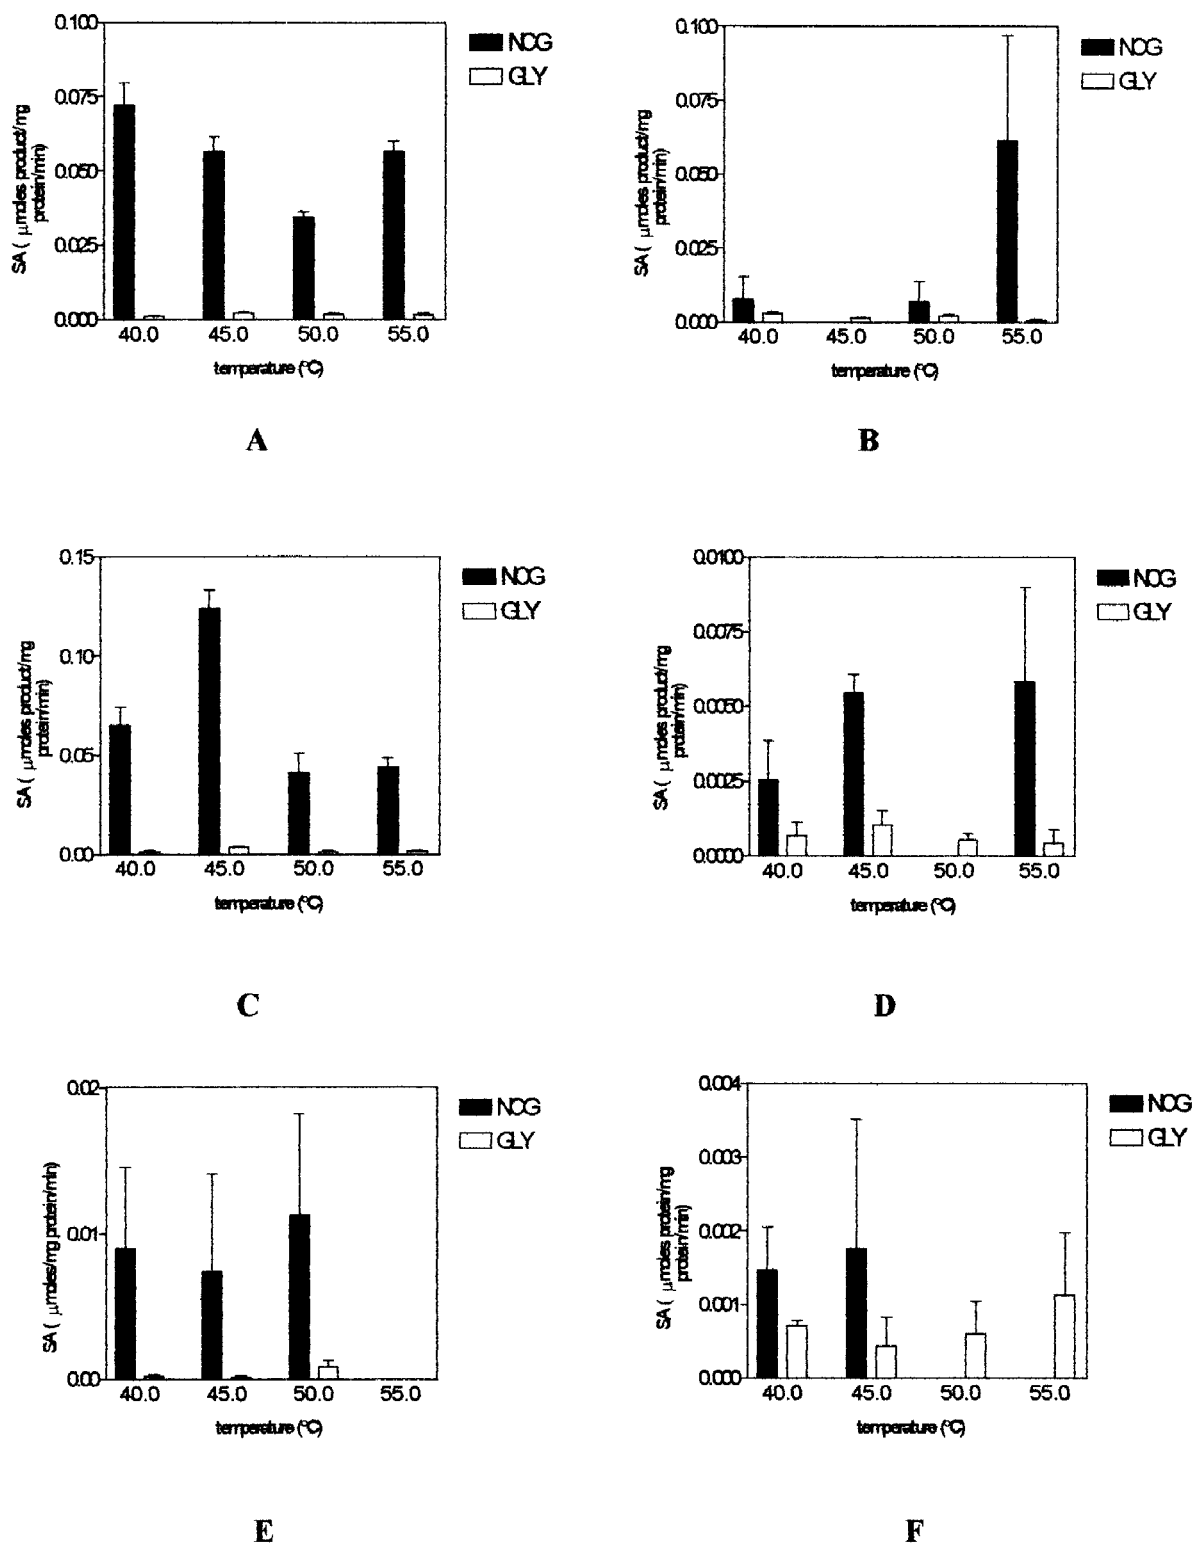 0.100
0.075
0.050
0.025
0.000
SA ( μmoles product/mg
protein/min)
40.0 45.0 50.0 55.0
temperature (°C)
NOG
GLY
A
0.100
0.075
0.050
0.025
0.000
SA ( μmoles product/mg
protein/min)
40.0 45.0 50.0 55.0
temperature (°C)
NOG
GLY
B
0.15
0.10
0.05
0.00
SA ( μmoles product/mg
protein/min)
40.0 45.0 50.0 55.0
temperature (°C)
NOG
GLY
C
0.0100
0.0075
0.0050
0.0025
0.0000
SA ( μmoles product/mg
protein/min)
40.0 45.0 50.0 55.0
temperature (°C)
NOG
GLY
D
0.02
0.01
0.00
SA ( μmoles/mg protein/min)
40.0 45.0 50.0 55.0
temperature (°C)
NOG
GLY
E
0.004
0.003
0.002
0.001
0.000
SA ( μmoles protein/mg
protein/min)
40.0 45.0 50.0 55.0
temperature (°C)
NOG
GLY
F